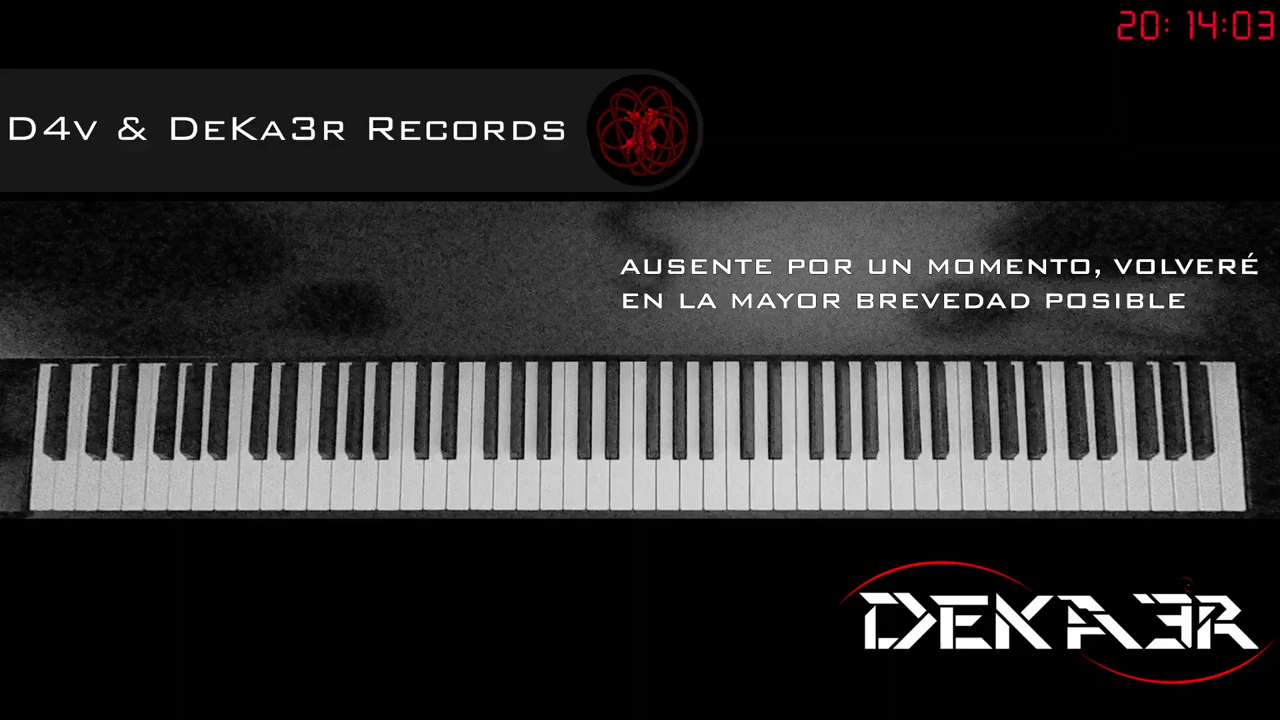 20: 14:03
D4v & DeKa3r Records
AUSENTE POR UN MOMENTO, VOLVERÉ
EN LA MAYOR BREVEDAD POSIBLE
DEKA3R